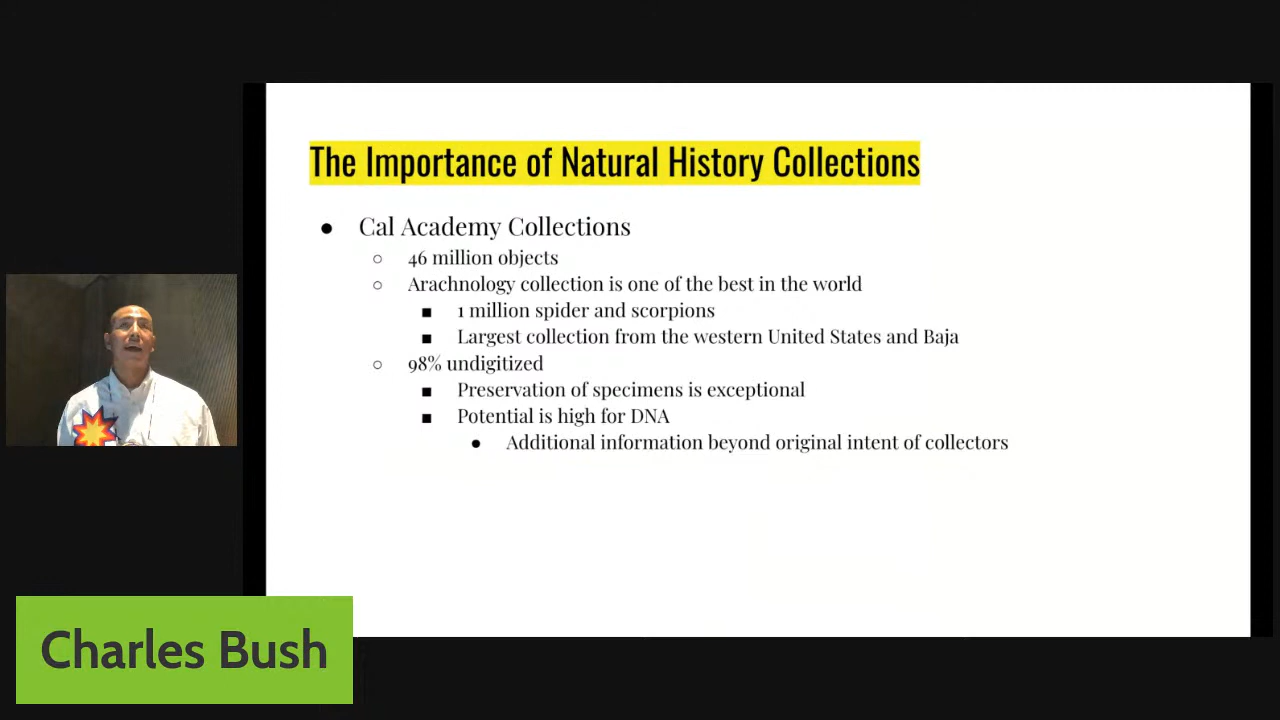 The Importance of Natural History Collections
● Cal Academy Collections
○ 46 million objects
○ Arachnology collection is one of the best in the world
■ 1 million spider and scorpions
■ Largest collection from the western United States and Baja
○ 98% undigitized
■ Preservation of specimens is exceptional
■ Potential is high for DNA
● Additional information beyond original intent of collectors
Charles Bush